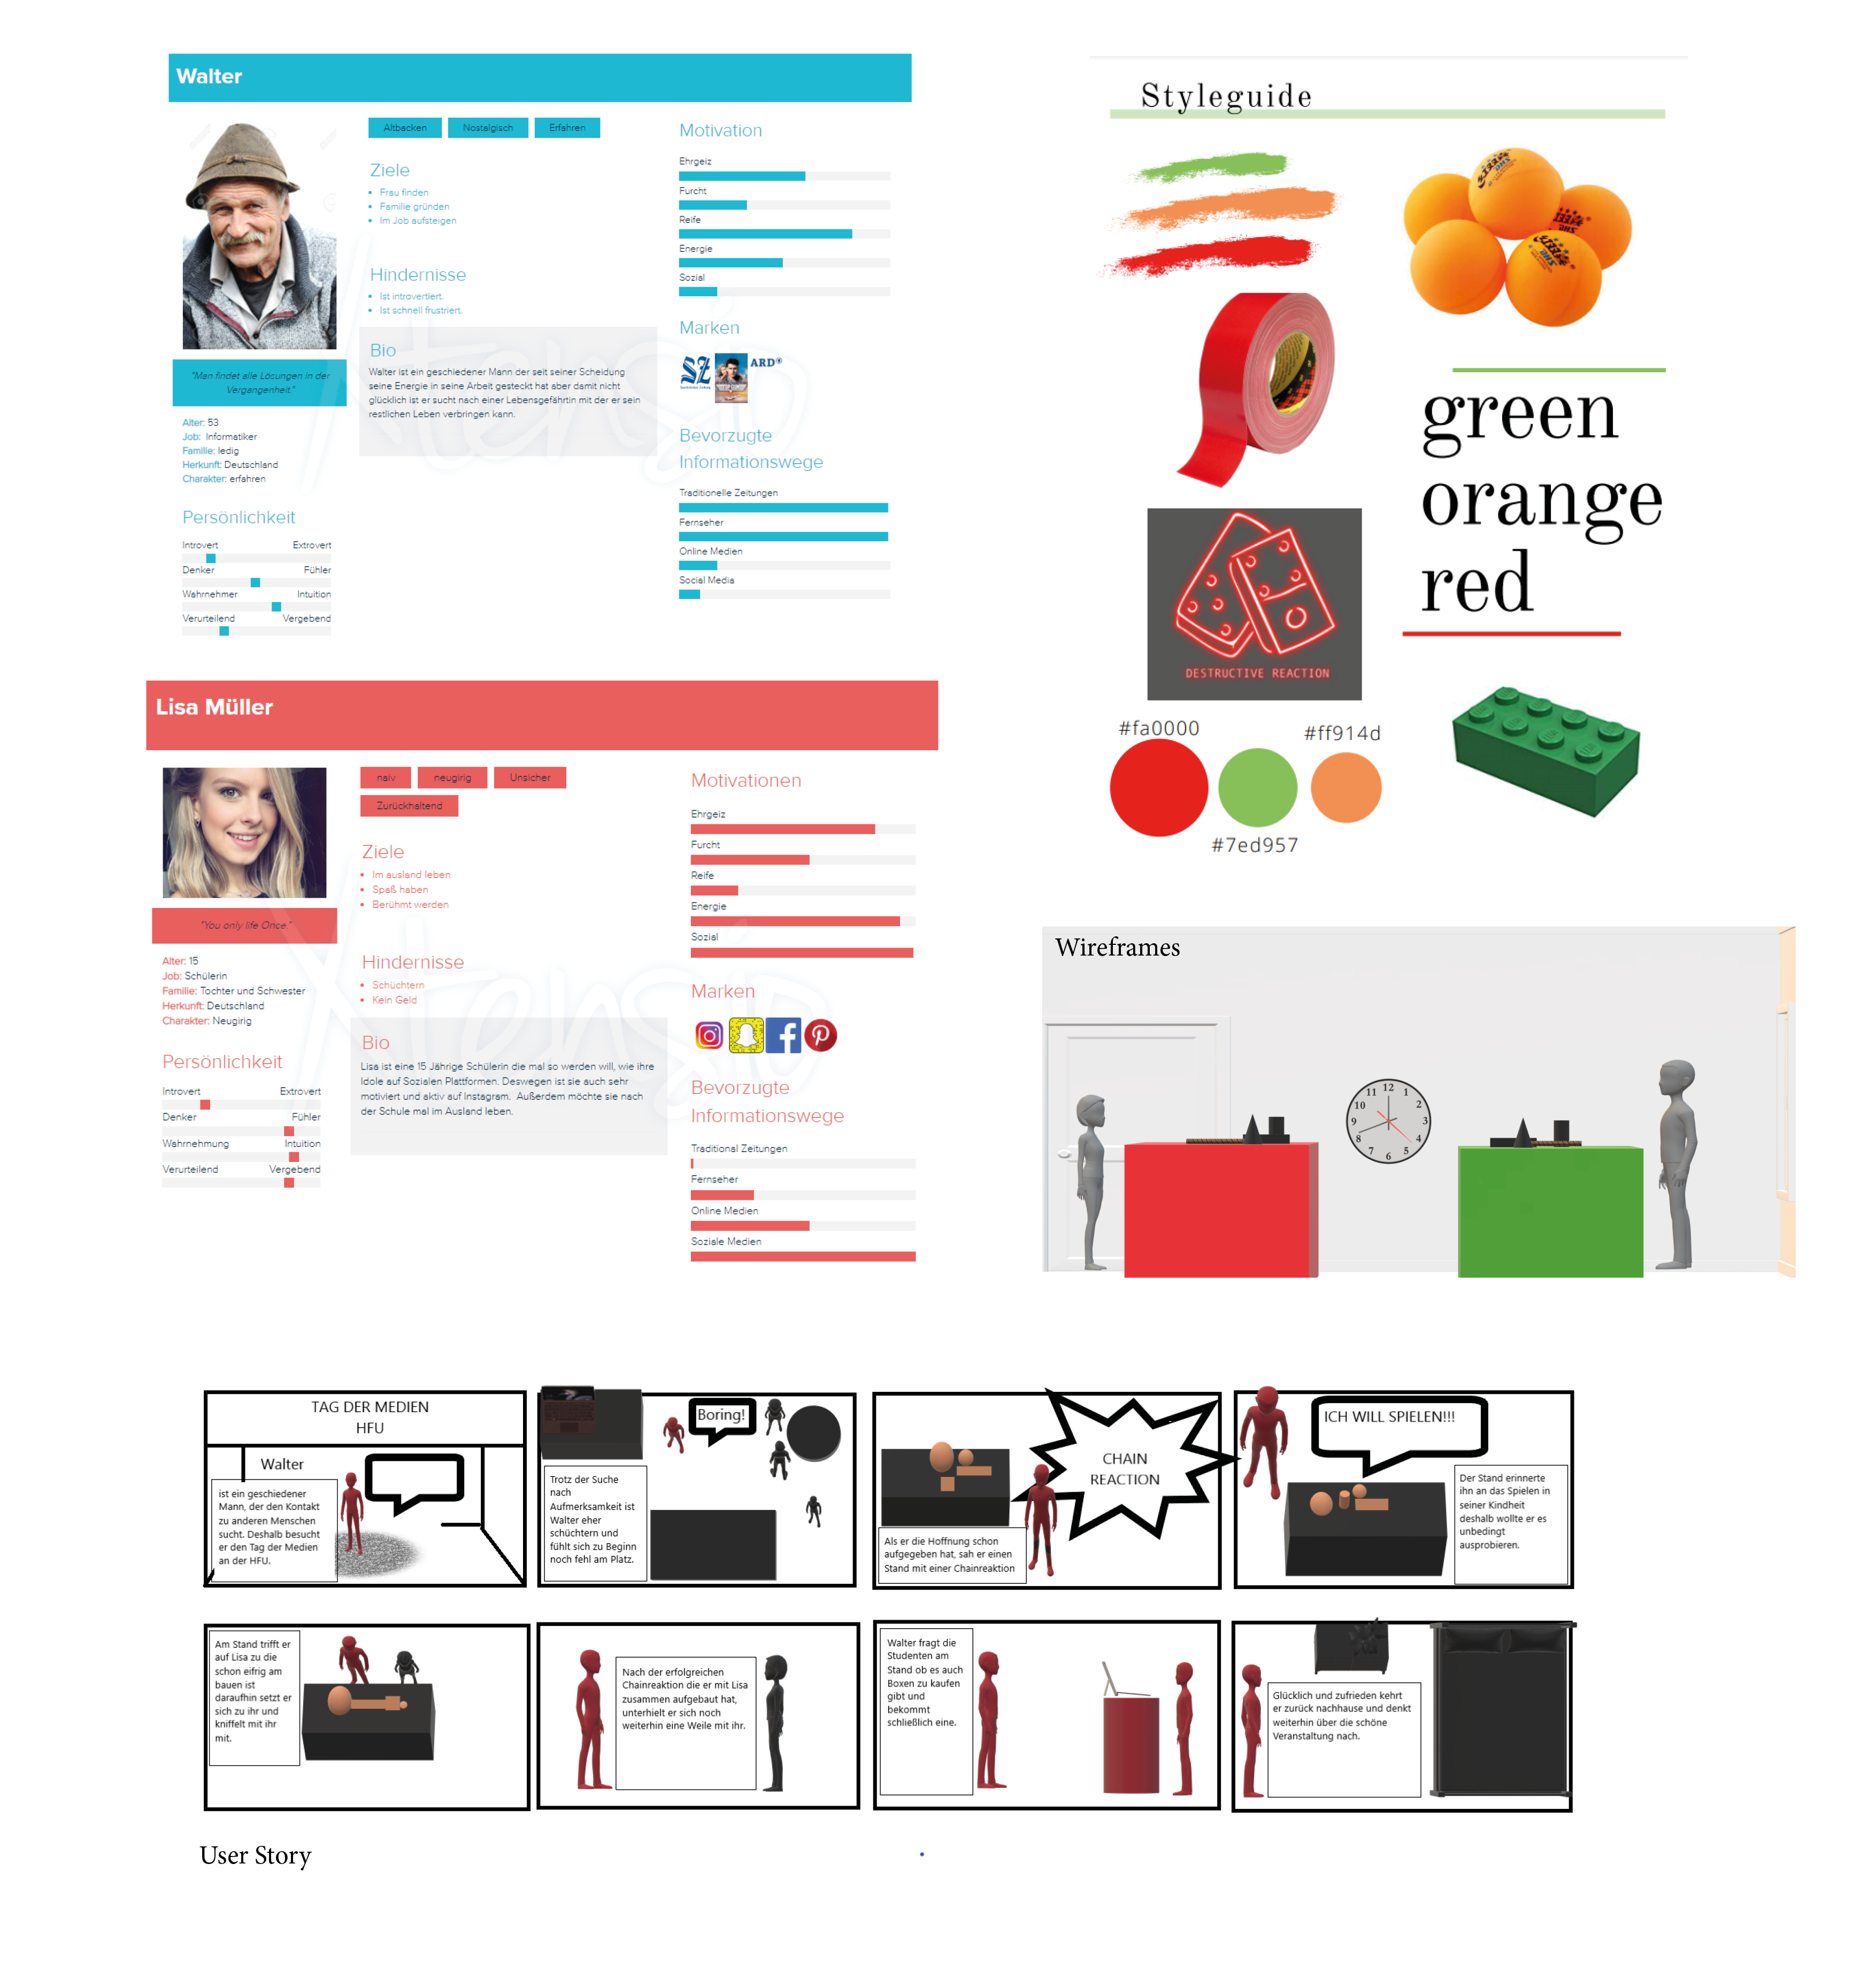 Walter
Altbacken
Nostalgisch
Erfahren
Ziele
Frau finden
Familie gründen
Im Job aufsteigen
Hindernisse
Ist introvertiert.
Ist schnell frustriert.
Bio
Walter ist ein geschiedener Mann der seit seiner Scheidung
seine Energie in seine Arbeit gesteckt hat aber damit nicht
glücklich ist er sucht nach einer Lebensgefährtin mit der er sein
restlichen Leben verbringen kann.
"Man findet alle Lösungen in der
Vergangenheit."
Alter: 53
Job: Informatiker
Familie: ledig
Herkunft: Deutschland
Charakter: erfahren
Persönlichkeit
Introvert Extrovert
Denker Fühler
Wahrnehmer Intuition
Verurteilend Vergebend
Motivation
Ehrgeiz
Furcht
Reife
Energie
Sozial
Marken
SZ
ARD
Bevorzugte
Informationswege
Traditionelle Zeitungen
Fernseher
Online Medien
Social Media
Xtensio
Lisa Müller
naiv
neugirig
Unsicher
Zurückhaltend
Ziele
Im ausland leben
Spaß haben
Berühmt werden
Hindernisse
Schüchtern
Kein Geld
Bio
Lisa ist eine 15 Jährige Schülerin die mal so werden will, wie ihre
Idole auf Sozialen Plattformen. Deswegen ist sie auch sehr
motiviert und aktiv auf Instagram. Außerdem möchte sie nach
der Schule mal im Ausland leben.
"You only life Once."
Alter: 15
Job: Schülerin
Familie: Tochter und Schwester
Herkunft: Deutschland
Charakter: Neugirig
Persönlichkeit
Introvert Extrovert
Denker Fühler
Wahrnehmung Intuition
Verurteilend Vergebend
Motivationen
Ehrgeiz
Furcht
Reife
Energie
Sozial
Marken
Bevorzugte
Informationswege
Traditional Zeitungen
Fernseher
Online Medien
Soziale Medien
Xtensio
Styleguide
green
orange
red
DESTRUCTIVE REACTION
#fa0000
#ff914d
#7ed957
Wireframes
12
1
2
3
4
5
6
7
8
9
10
11
TAG DER MEDIEN
HFU
Walter
ist ein geschiedener
Mann, der den Kontakt
zu anderen Menschen
sucht. Deshalb besucht
er den Tag der Medien
an der HFU.
Boring!
Trotz der Suche
nach
Aufmerksamkeit ist
Walter eher
schüchtern und
fühlt sich zu Beginn
noch fehl am Platz.
CHAIN
REACTION
Als er die Hoffnung schon
aufgegeben hat, sah er einen
Stand mit einer Chainreaktion
ICH WILL SPIELEN!!!
Der Stand erinnerte
ihn an das Spielen in
seiner Kindheit
deshalb wollte er es
unbedingt
ausprobieren.
Am Stand trifft er
auf Lisa zu die
schon eifrig am
bauen ist
daraufhin setzt er
sich zu ihr und
kniffelt mit ihr
mit.
Nach der erfolgreichen
Chainreaktion die er mit Lisa
zusammen aufgebaut hat,
unterhielt er sich noch
weiterhin eine Weile mit ihr.
Walter fragt die
Studenten am
Stand ob es auch
Boxen zu kaufen
gibt und
bekommt
schließlich eine.
Glücklich und zufrieden kehrt
er zurück nachhause und denkt
weiterhin über die schöne
Veranstaltung nach.
User Story